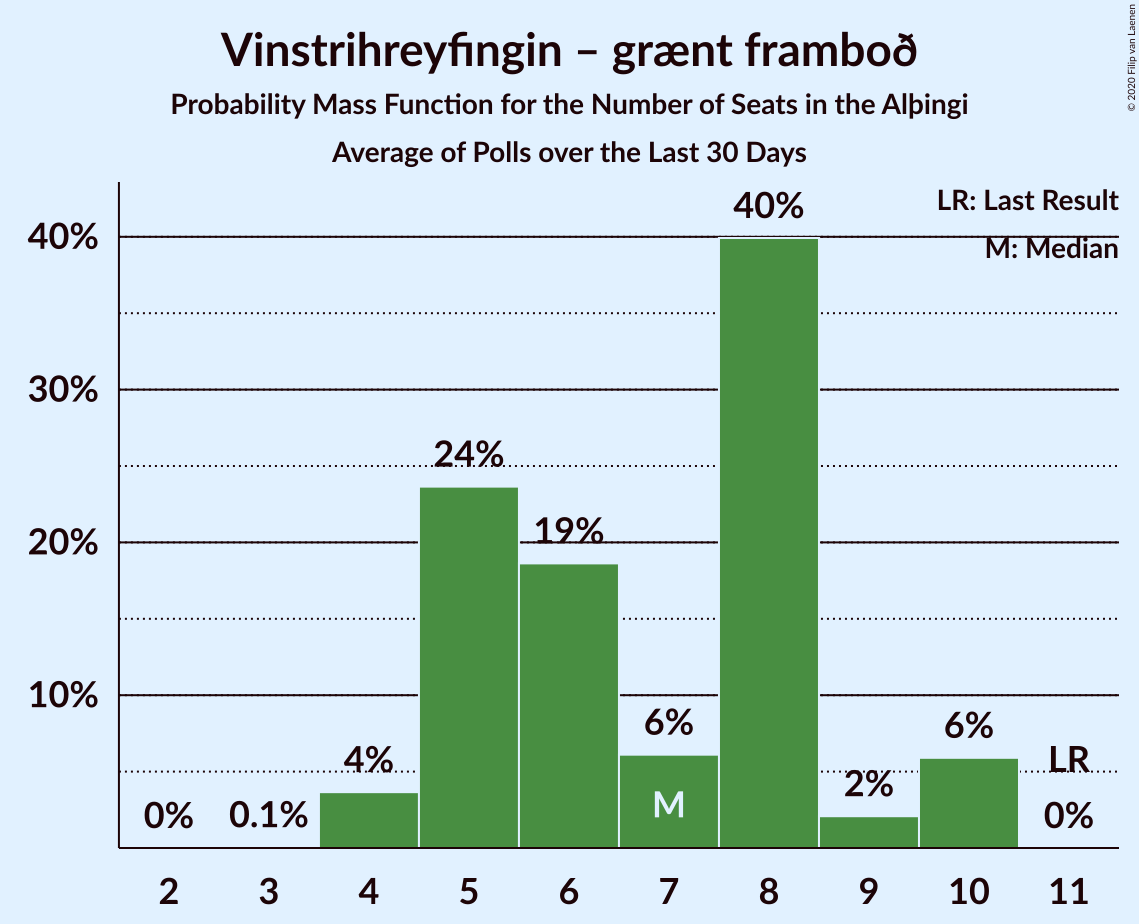 Vinstrihreyfingin – grænt framboð
Probability Mass Function for the Number of Seats in the Alþingi
Average of Polls over the Last 30 Days
© 2020 Filip van Laenen
LR: Last Result
M: Median
40%
30%
20%
10%
0%
0.1%
4%
24%
19%
6%
M
40%
2%
6%
LR
0%
2 3 4 5 6 7 8 9 10 11